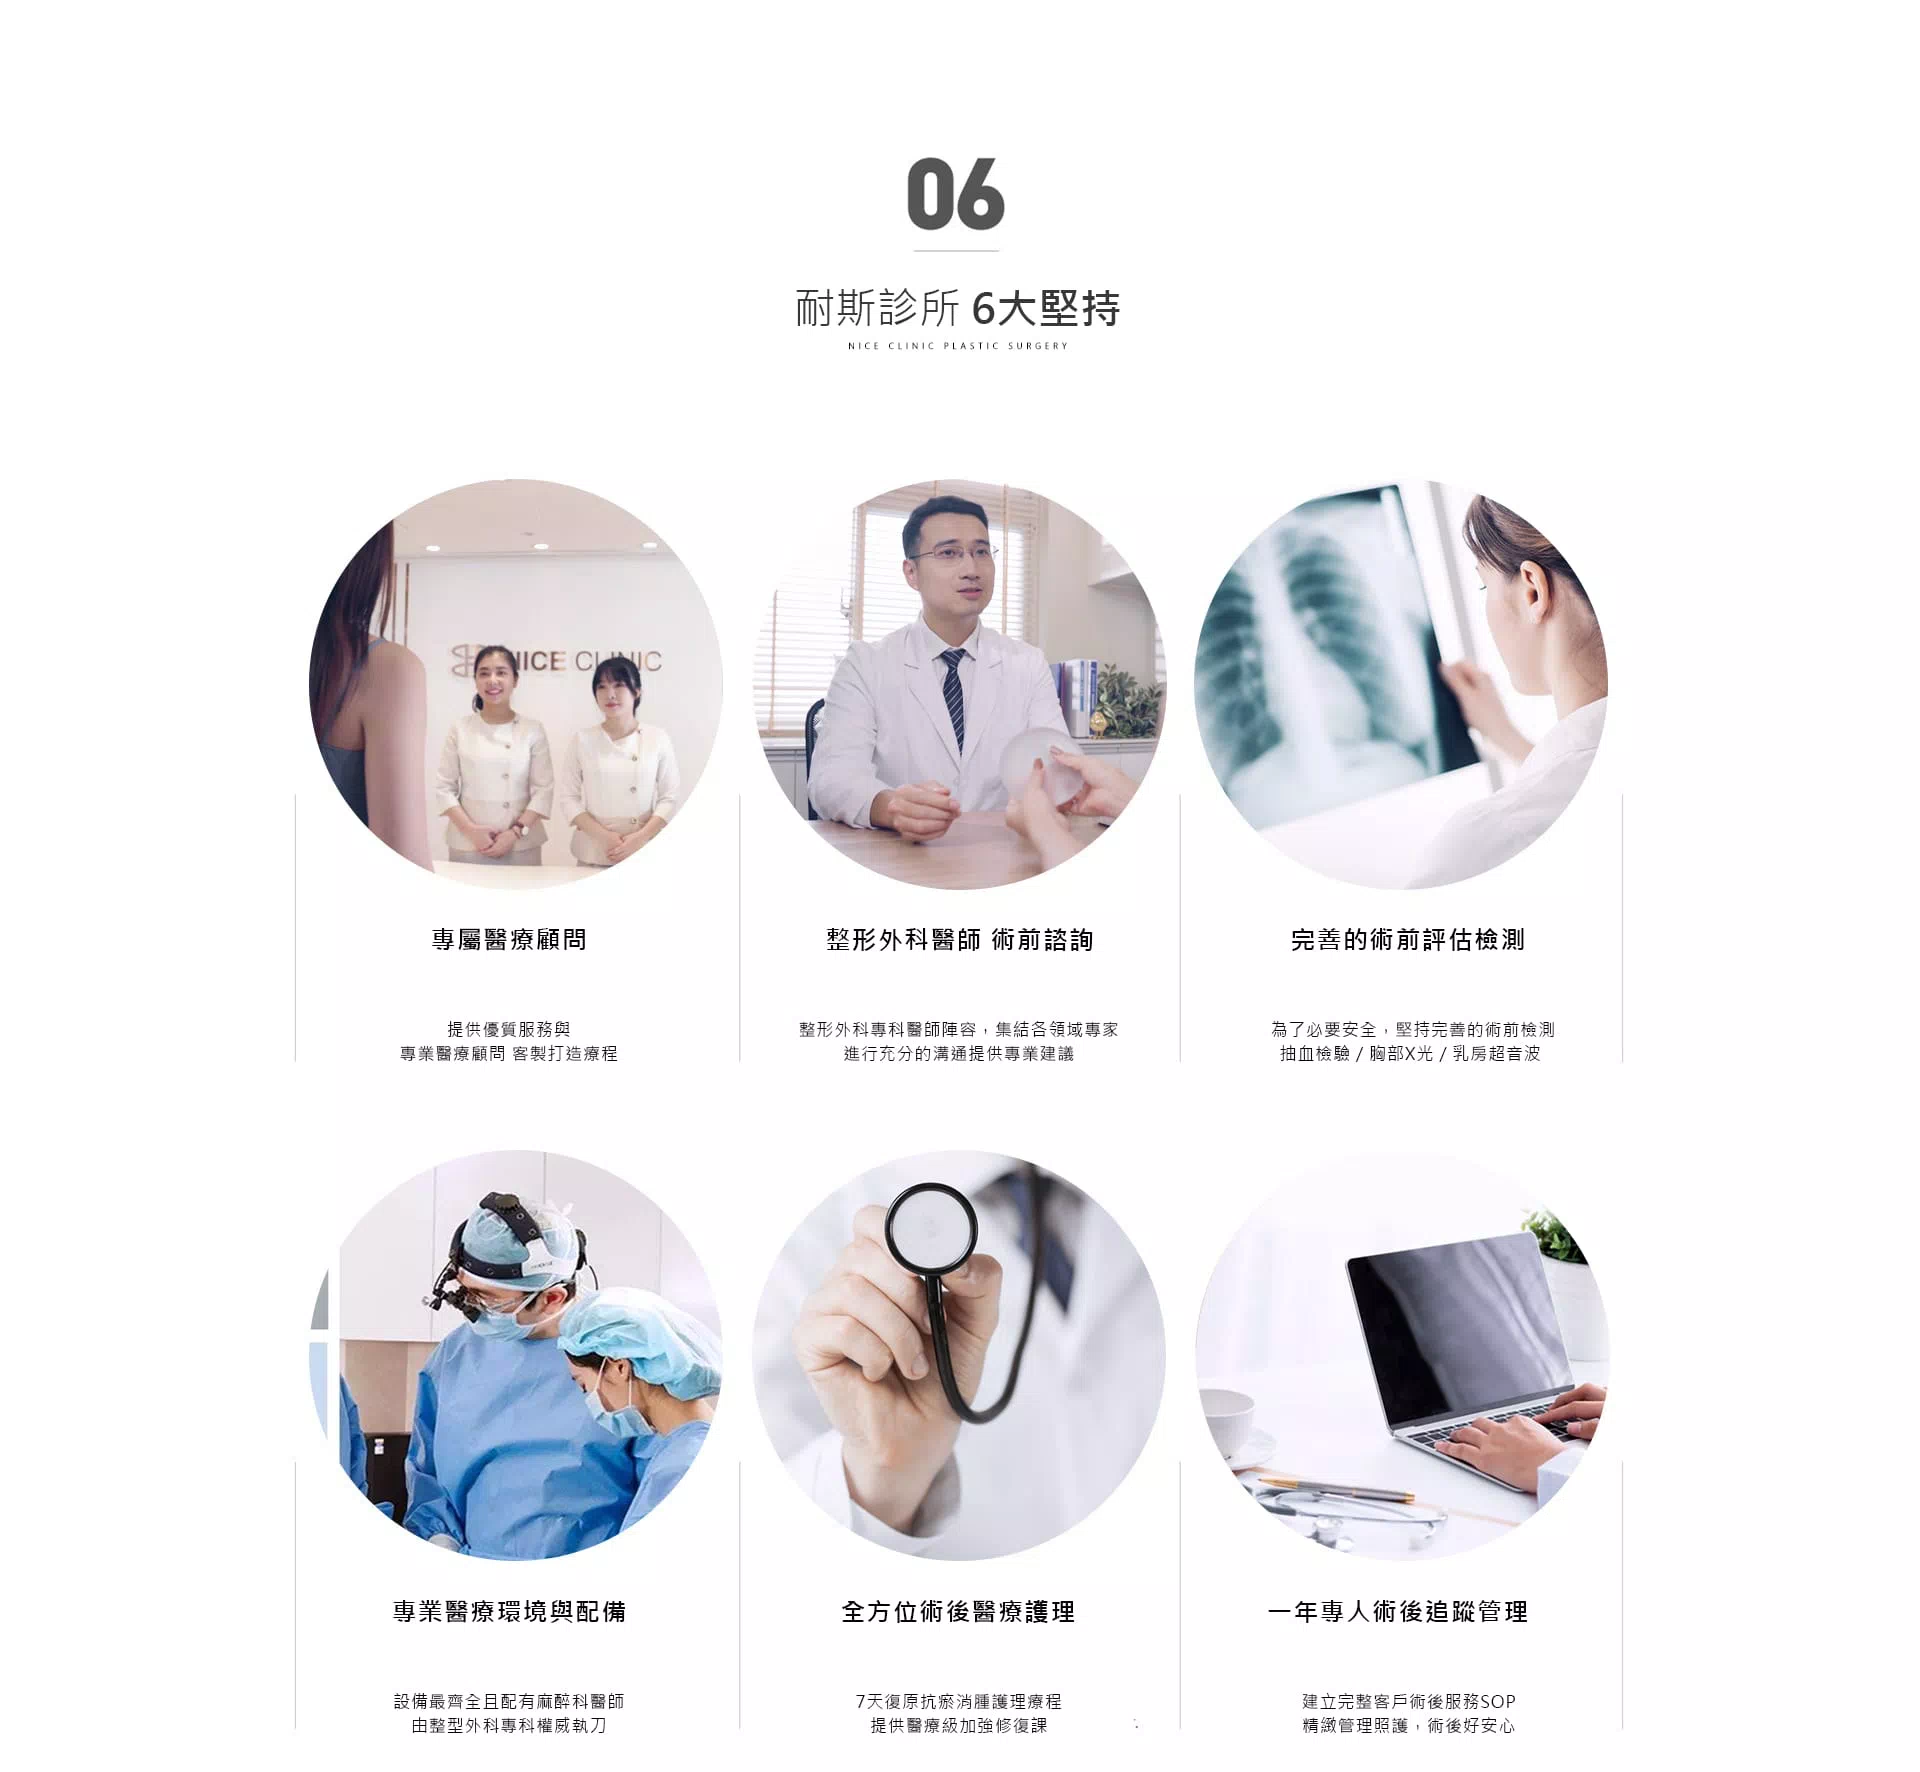 06
耐斯診所 6大堅持
NICE CLINIC PLASTIC SURGERY
NICE CLINIC
專屬醫療顧問
提供優質服務與
專業醫療顧問 客製打造療程
整形外科醫師 術前諮詢
整形外科專科醫師陣容，集結各領域專家
進行充分的溝通提供專業建議
完善的術前評估檢測
為了必要安全，堅持完善的術前檢測
抽血檢驗 / 胸部X光 / 乳房超音波
專業醫療環境與配備
設備最齊全且配有麻醉科醫師
由整型外科專科權威執刀
全方位術後醫療護理
7天復原抗瘀消腫護理療程
提供醫療級加強修復課
一年專人術後追蹤管理
建立完整客戶術後服務SOP
精緻管理照護，術後好安心